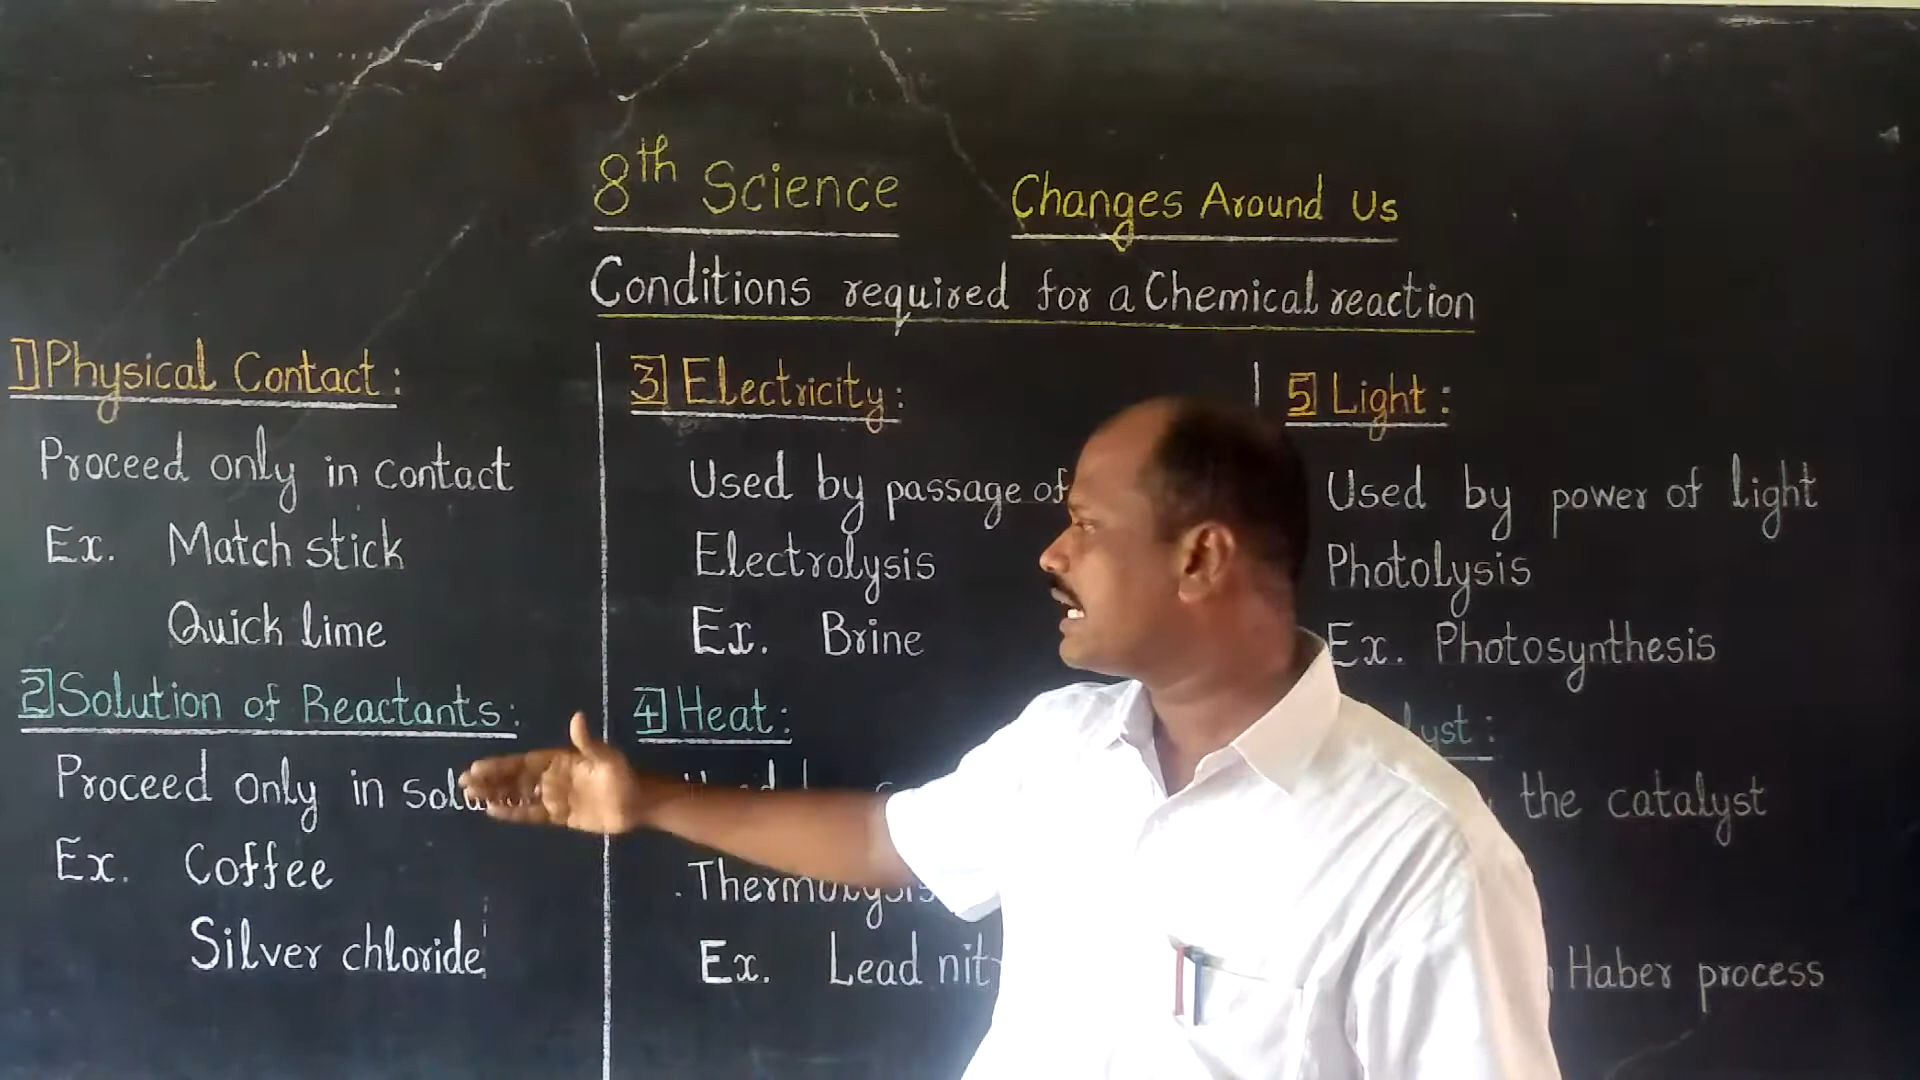 8th Science
Changes Around Us
Conditions required for a Chemical reaction
1] Physical Contact :
Proceed only in contact
Ex. Match stick
Quick lime
2] Solution of Reactants :
Proceed only in
Ex. Coffee
Silver chloride
3] Electricity :
Used by passage of
Electrolysis
Ex. Brine
4] Heat :
Thermolysis
Ex. Lead
5] Light :
Used by power of light
Photolysis
Ex. Photosynthesis
the catalyst
Haber process